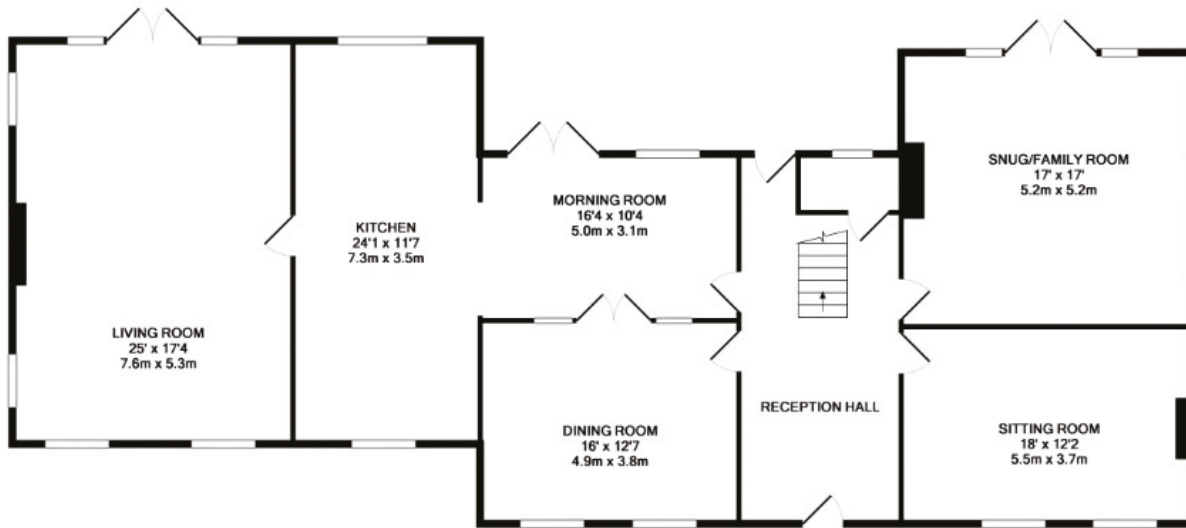 LIVING ROOM
25' x 17'4
7.6m x 5.3m
KITCHEN
24'1 x 11'7
7.3m x 3.5m
MORNING ROOM
16'4 x 10'4
5.0m x 3.1m
DINING ROOM
16' x 12'7
4.9m x 3.8m
RECEPTION HALL
SNUG/FAMILY ROOM
17' x 17'
5.2m x 5.2m
SITTING ROOM
18' x 12'2
5.5m x 3.7m